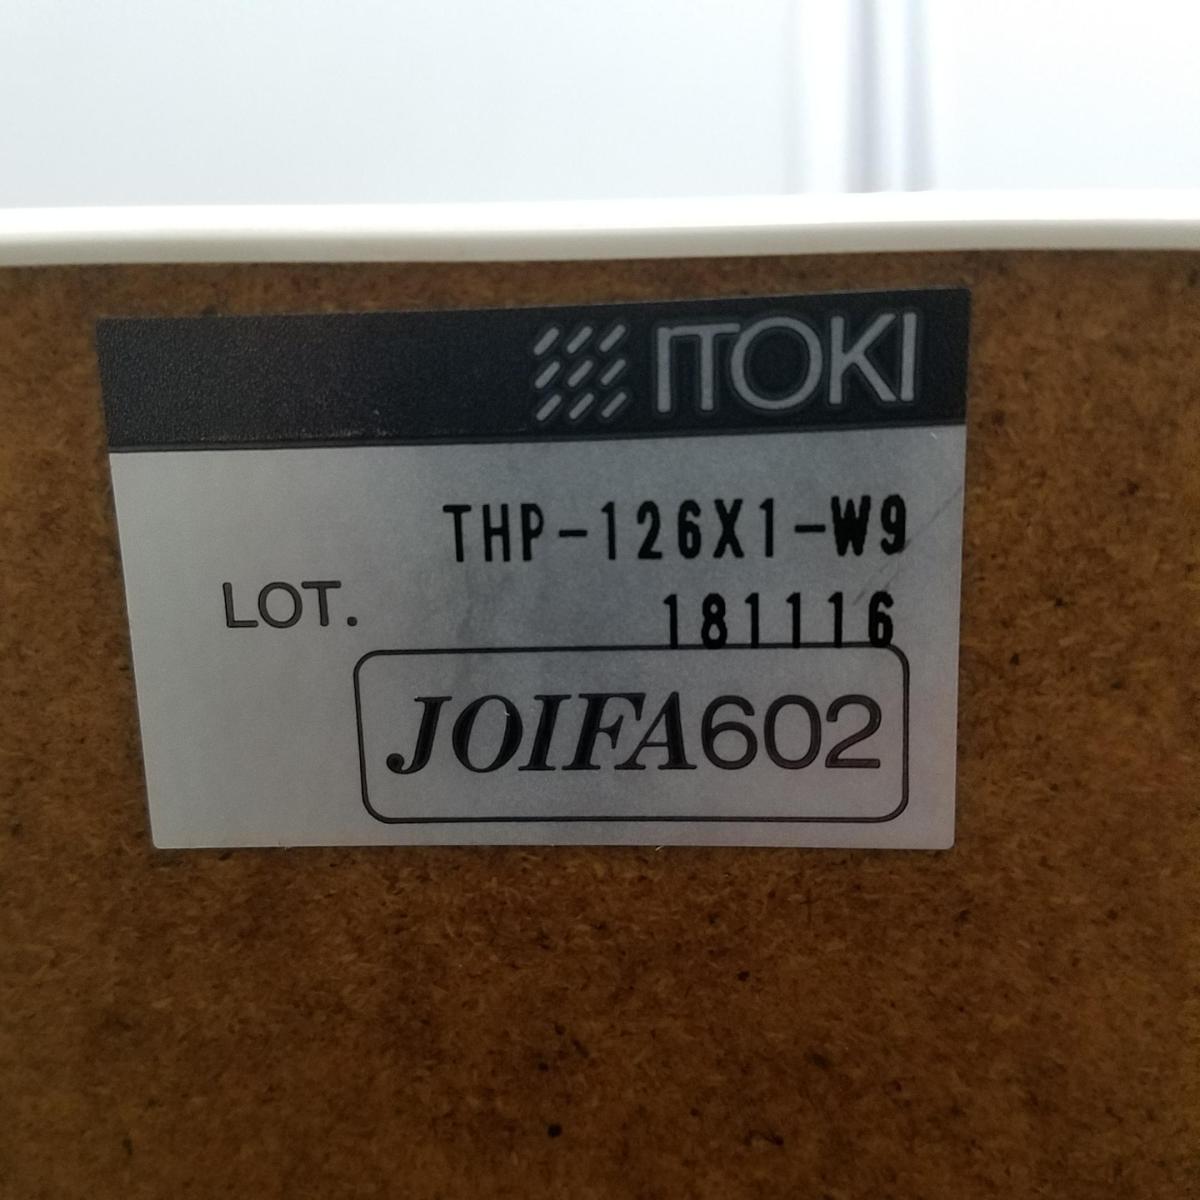 ITOKI
THP-126X1-W9
LOT. 181116
JOIFA602